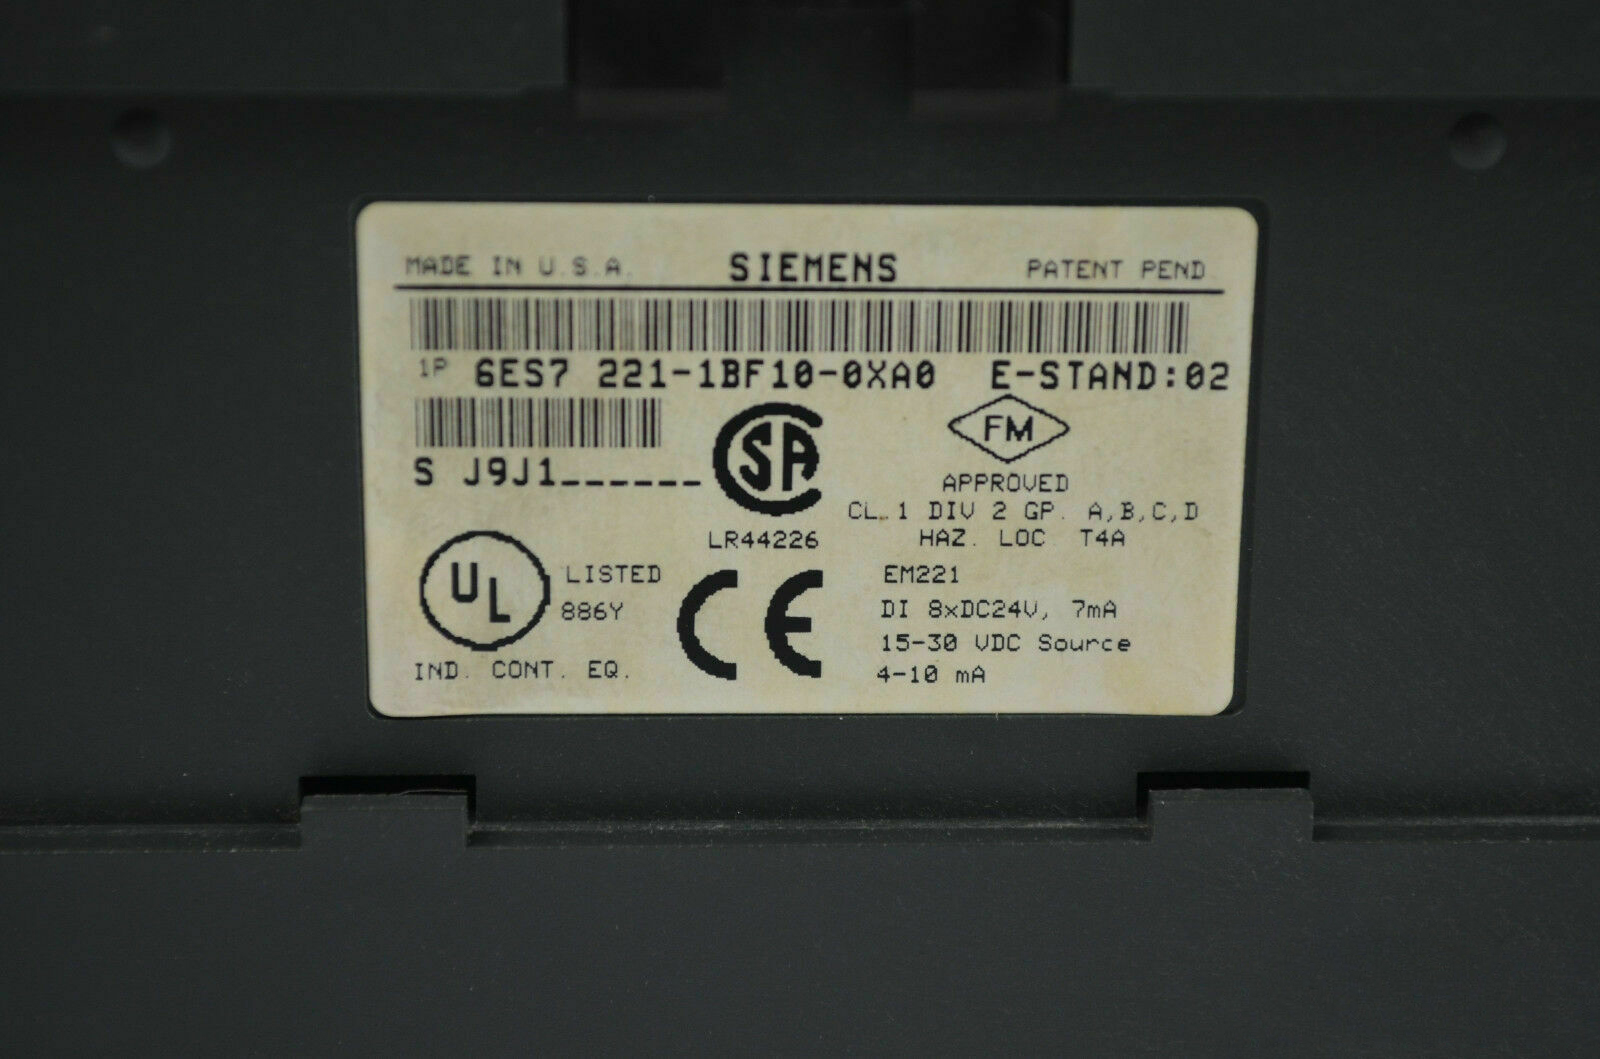 MADE IN U.S.A. SIEMENS PATENT PEND.
1P 6ES7 221-1BF10-0XA0 E-STAND:02
S J9J1______
SA
LR44226
FM
APPROVED
CL.1 DIV 2 GP. A,B,C,D
HAZ. LOC. T4A
UL LISTED
886Y
IND. CONT. EQ.
CE
EM221
DI 8xDC24V, 7mA
15-30 VDC Source
4-10 mA